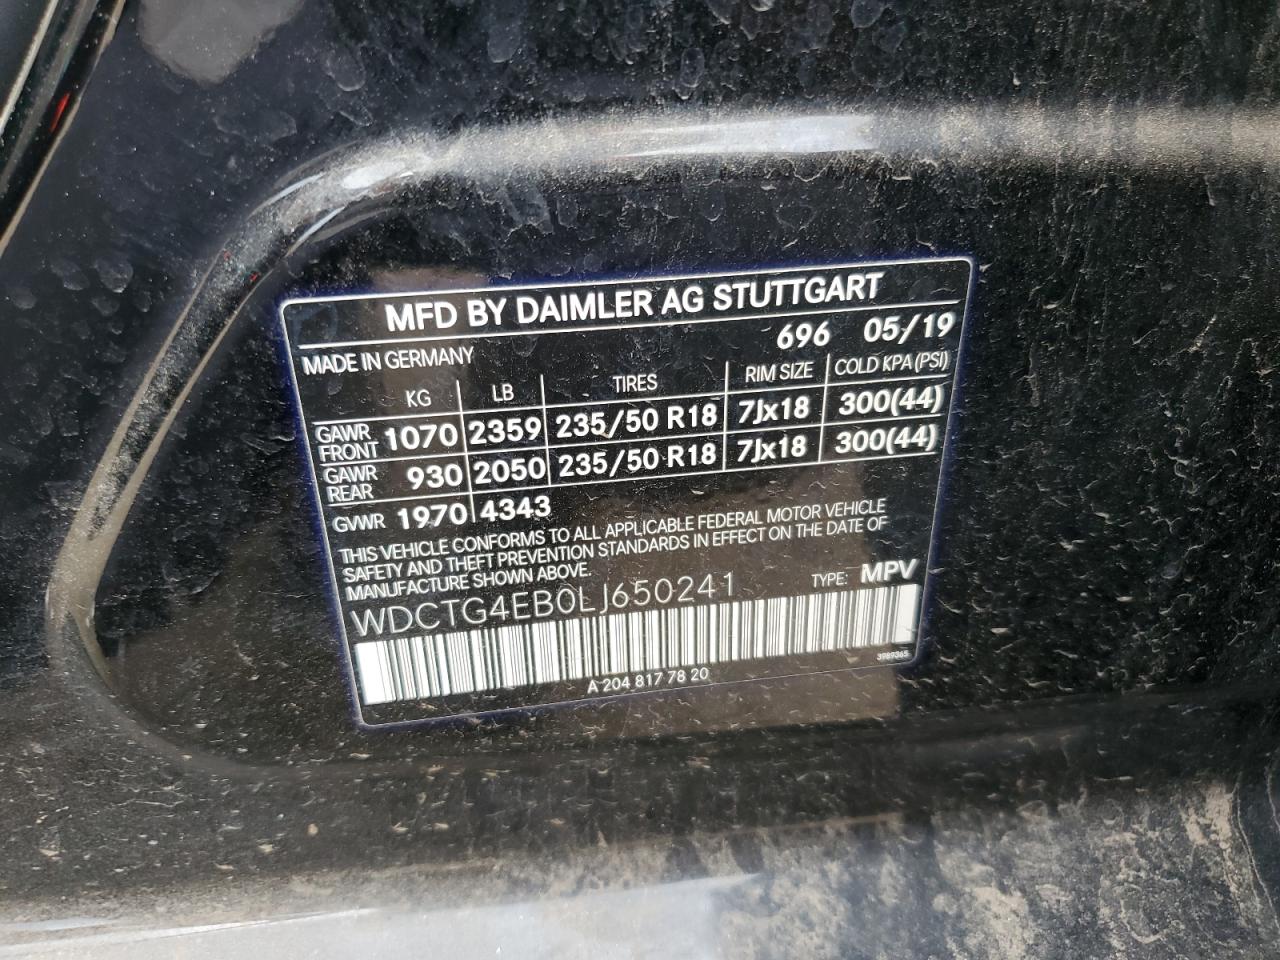 MFD BY DAIMLER AG STUTTGART
696 05/19
MADE IN GERMANY
KG LB TIRES RIM SIZE COLD KPA (PSI)
GAWR FRONT 1070 2359 235/50 R18 7Jx18 300(44)
GAWR REAR 930 2050 235/50 R18 7Jx18 300(44)
GVWR 1970 4343
THIS VEHICLE CONFORMS TO ALL APPLICABLE FEDERAL MOTOR VEHICLE
SAFETY AND THEFT PREVENTION STANDARDS IN EFFECT ON THE DATE OF
MANUFACTURE SHOWN ABOVE.
WDCTG4EB0LJ650241 TYPE: MPV
A 204 817 78 20
3989365